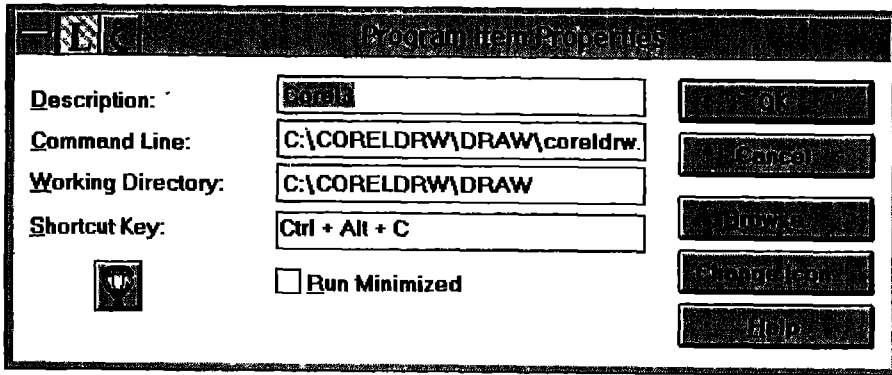 Program Item Properties
Description:
Command Line: C:\CORELDRW\DRAW\coreldrw.
Working Directory: C:\CORELDRW\DRAW
Shortcut Key: Ctrl + Alt + C
Run Minimized
OK
Cancel
Browse...
Change Icon...
Help